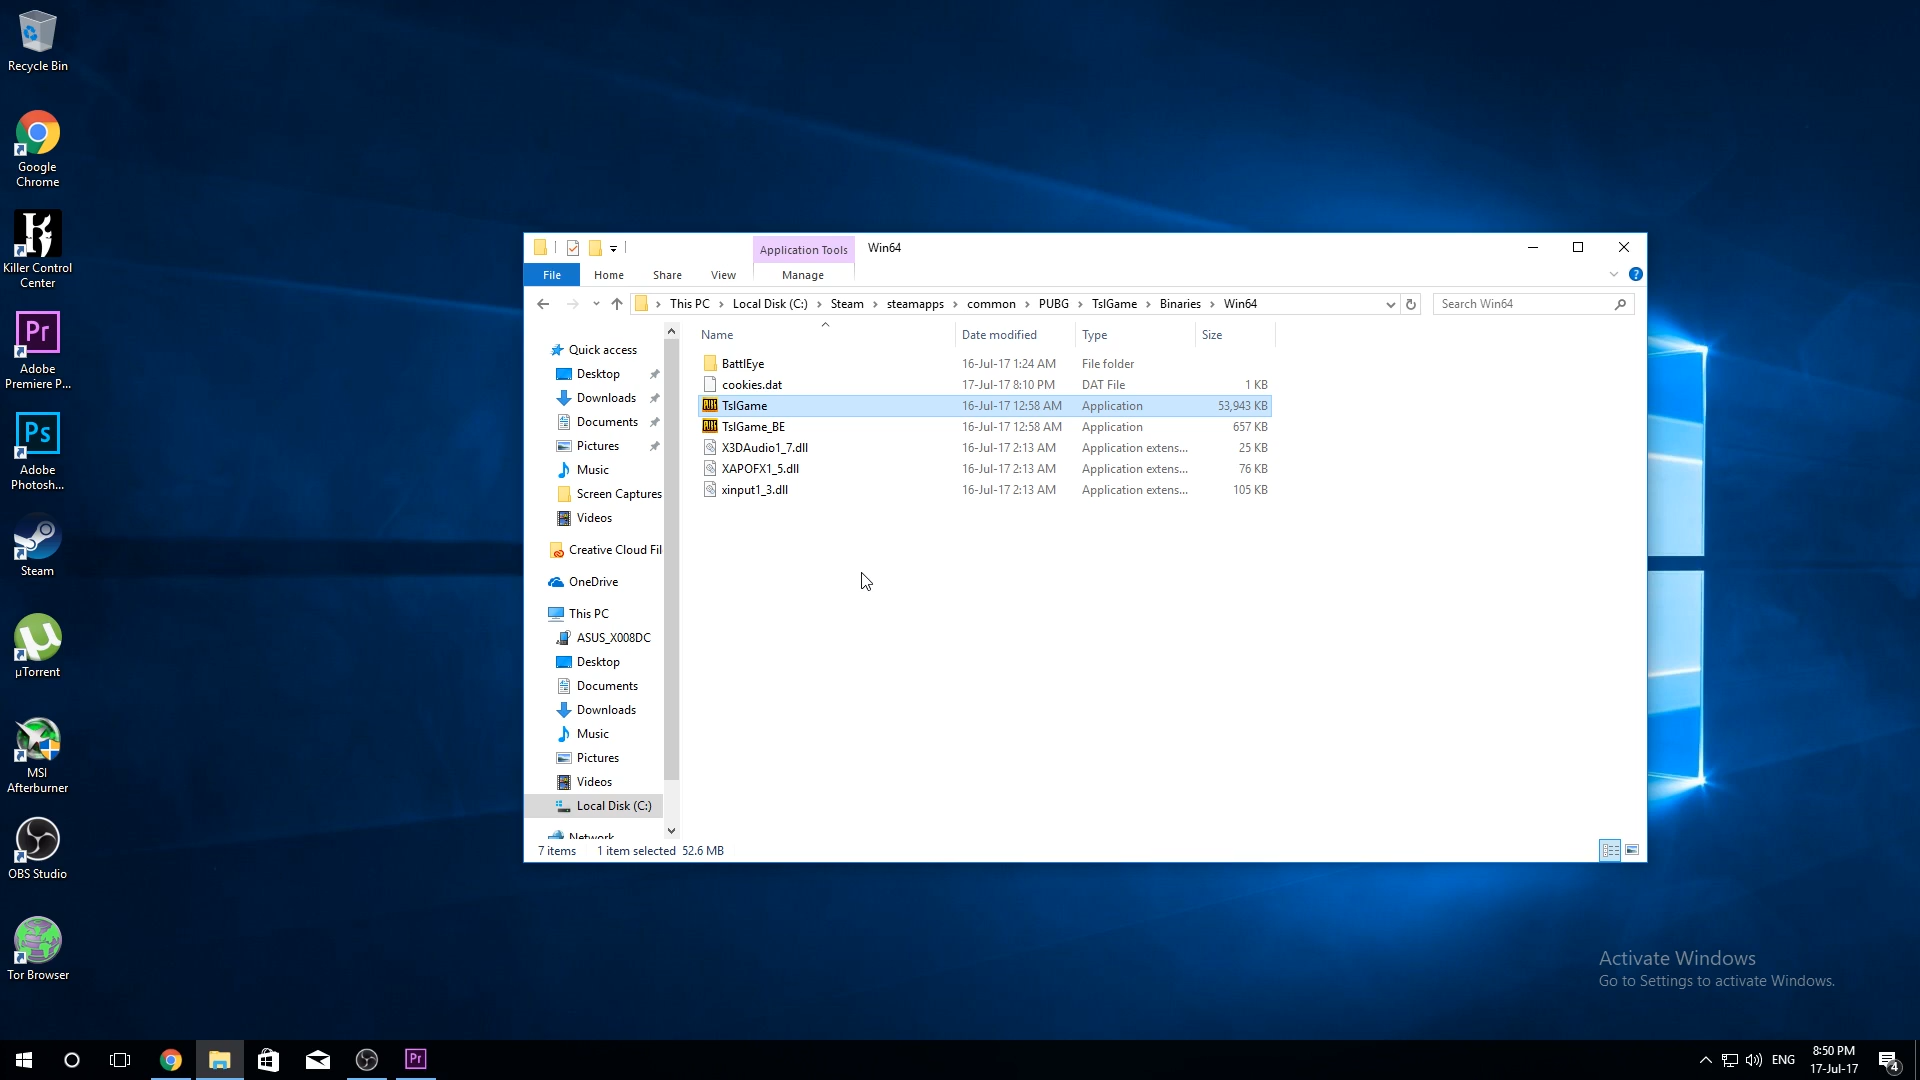 Recycle Bin
Google
Chrome
Killer Control
Center
Adobe
Premiere P...
Adobe
Photosh...
Steam
µTorrent
MSI
Afterburner
OBS Studio
Tor Browser
Application Tools
Win64
File
Home
Share
View
Manage
This PC
Local Disk (C:)
Steam
steamapps
common
PUBG
TslGame
Binaries
Win64
Search Win64
Quick access
Desktop
Downloads
Documents
Pictures
Music
Screen Captures
Videos
Creative Cloud Fil
OneDrive
This PC
ASUS_X008DC
Desktop
Documents
Downloads
Music
Pictures
Videos
Local Disk (C:)
Network
Name Date modified Type Size
BattlEye 16-Jul-17 1:24 AM File folder
cookies.dat 17-Jul-17 8:10 PM DAT File 1 KB
TslGame 16-Jul-17 12:58 AM Application 53,943 KB
TslGame_BE 16-Jul-17 12:58 AM Application 657 KB
X3DAudio1_7.dll 16-Jul-17 2:13 AM Application extens... 25 KB
XAPOFX1_5.dll 16-Jul-17 2:13 AM Application extens... 76 KB
xinput1_3.dll 16-Jul-17 2:13 AM Application extens... 105 KB
7 items 1 item selected 52.6 MB
Activate Windows
Go to Settings to activate Windows.
Pr
Ps
Pr
ENG
8:50 PM
17-Jul-17
4